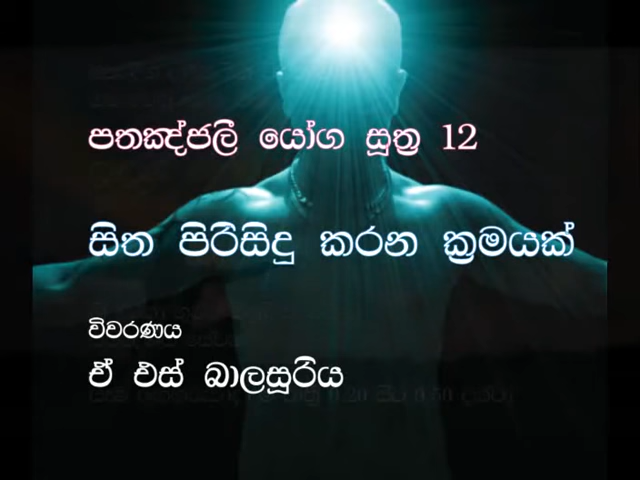 පතඤ්ජලී යෝග සූත්‍ර 12
සිත පිරිසිදු කරන ක්‍රමයක්
විවරණය
ඒ එස් බාලසූරිය